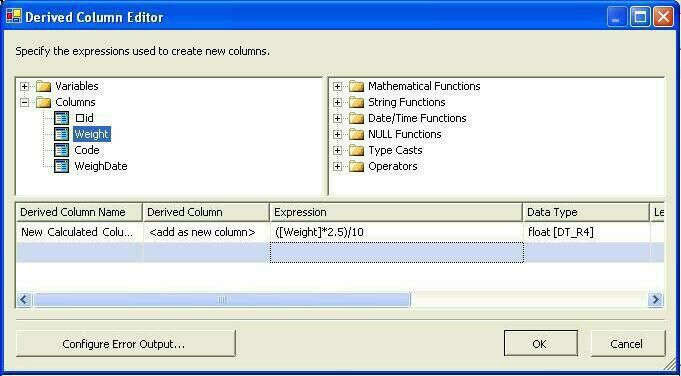 Derived Column Editor
Specify the expressions used to create new columns.
Variables
Columns
□id
Weight
Code
WeighDate
Mathematical Functions
String Functions
Date/Time Functions
NULL Functions
Type Casts
Operators
Derived Column Name Derived Column Expression Data Type Le
New Calculated Colu... <add as new column> ([Weight]*2.5)/10 float [DT_R4]
Configure Error Output... OK Cancel